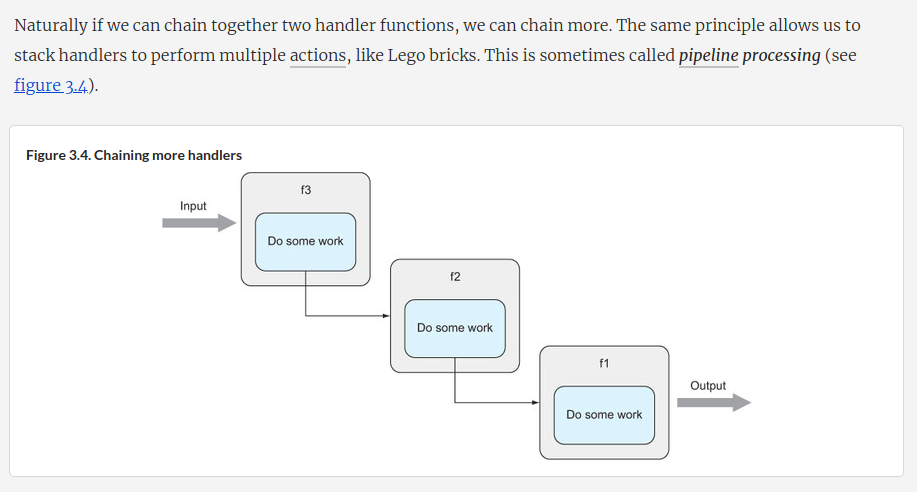 Naturally if we can chain together two handler functions, we can chain more. The same principle allows us to
stack handlers to perform multiple actions, like Lego bricks. This is sometimes called pipeline processing (see
figure 3.4).
Figure 3.4. Chaining more handlers
Input
f3
Do some work
f2
Do some work
f1
Do some work
Output